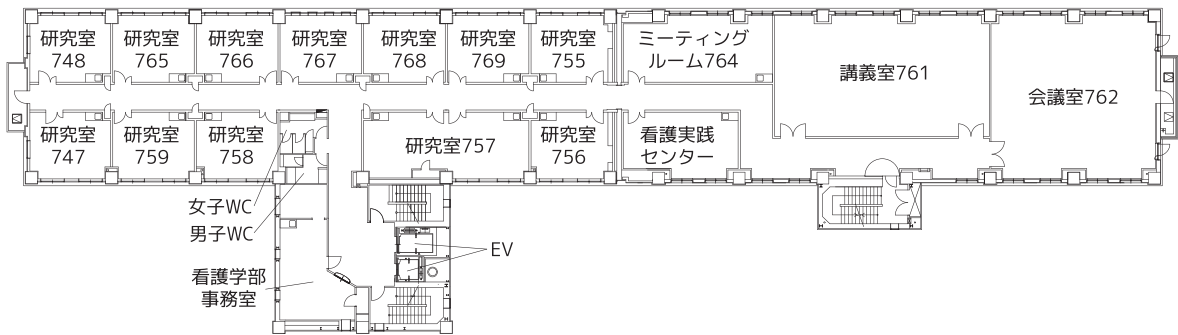 研究室
748
研究室
765
研究室
766
研究室
767
研究室
768
研究室
769
研究室
755
ミーティング
ルーム764
講義室761
会議室762
研究室
747
研究室
759
研究室
758
研究室757
研究室
756
看護実践
センター
女子WC
男子WC
EV
看護学部
事務室